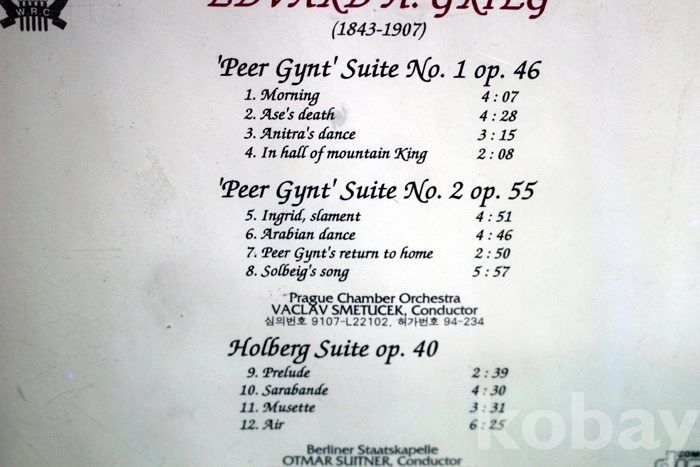 W.R.C
EDVARD H. GRIEG
(1843-1907)
'Peer Gynt' Suite No. 1 op. 46
1. Morning 4 : 07
2. Ase's death 4 : 28
3. Anitra's dance 3 : 15
4. In hall of mountain King 2 : 08
'Peer Gynt' Suite No. 2 op. 55
5. Ingrid, slament 4 : 51
6. Arabian dance 4 : 46
7. Peer Gynt's return to home 2 : 50
8. Solbeig's song 5 : 57
Prague Chamber Orchestra
VACLAV SMETUCEK, Conductor
심의번호 9107-L22102, 허가번호 94-234
Holberg Suite op. 40
9. Prelude 2 : 39
10. Sarabande 4 : 30
11. Musette 3 : 31
12. Air 6 : 25
kobay
Berliner Staatskapelle
OTMAR SUITNER, Conductor